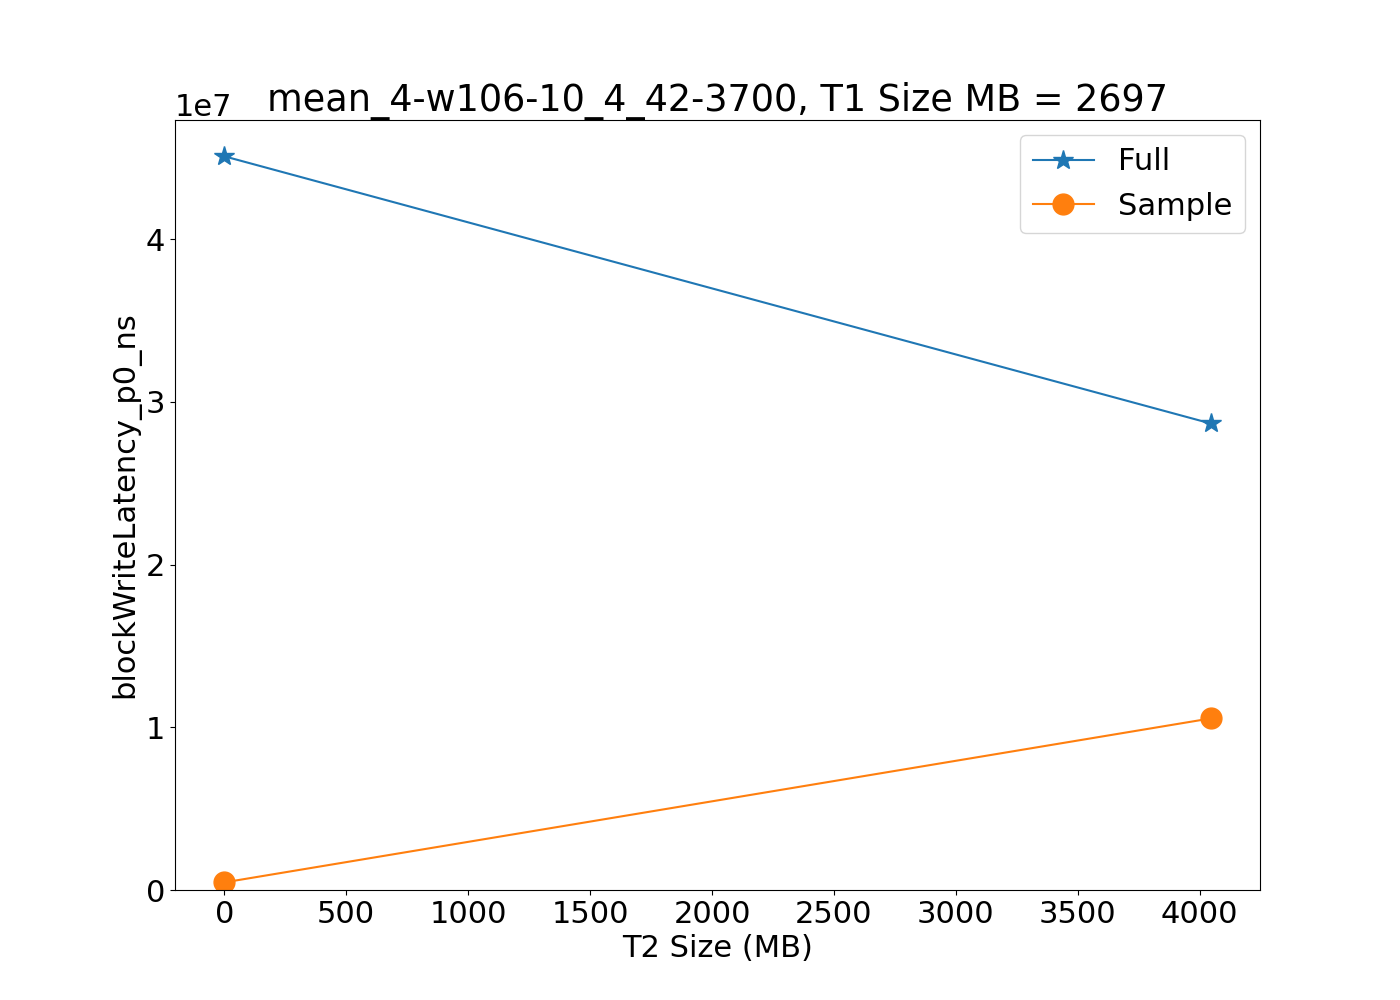 1e7
mean_4-w106-10_4_42-3700, T1 Size MB = 2697
Full
Sample
blockWriteLatency_p0_ns
4
3
2
1
0
0 500 1000 1500 2000 2500 3000 3500 4000
T2 Size (MB)